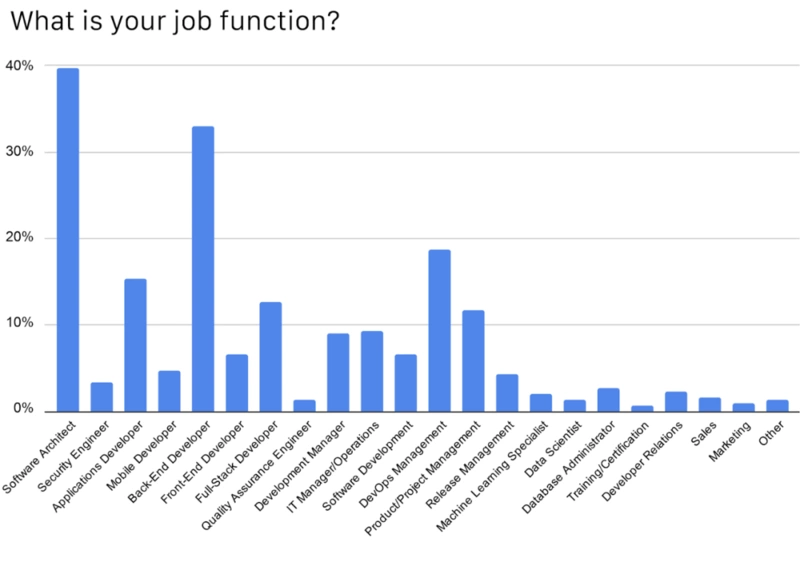 What is your job function?
40%
30%
20%
10%
0%
Software Architect
Security Engineer
Applications Developer
Mobile Developer
Back-End Developer
Front-End Developer
Full-Stack Developer
Quality Assurance Engineer
Development Manager
IT Manager/Operations
Software Development
DevOps Management
Product/Project Management
Release Management
Machine Learning Specialist
Data Scientist
Database Administrator
Training/Certification
Developer Relations
Sales
Marketing
Other